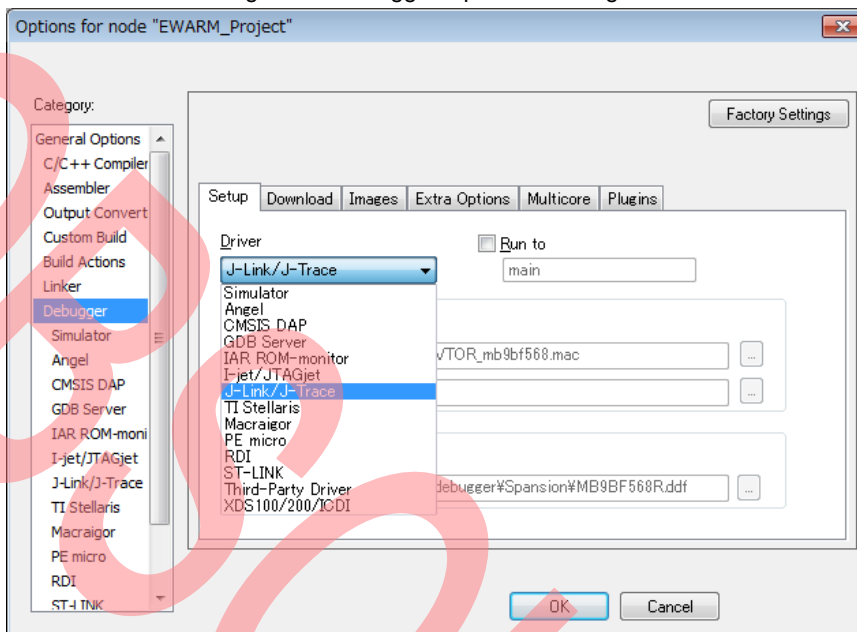 Options for node "EWARM_Project"
Category:
Factory Settings
General Options
C/C++ Compiler
Assembler
Output Convert
Custom Build
Build Actions
Linker
Debugger
Simulator
Angel
CMSIS DAP
GDB Server
IAR ROM-moni
I-jet/JTAGjet
J-Link/J-Trace
TI Stellaris
Macraigor
PE micro
RDI
ST-LINK
Setup Download Images Extra Options Multicore Plugins
Driver
Run to
J-Link/J-Trace
main
Simulator
Angel
CMSIS DAP
GDB Server
IAR ROM-monitor
I-jet/JTAGjet
J-Link/J-Trace
TI Stellaris
Macraigor
PE micro
RDI
ST-LINK
Third-Party Driver
XDS100/200/ICDI
VTOR_mb9bf568.mac
...
...
debugger¥Spansion¥MB9BF568R.ddf
...
OK Cancel